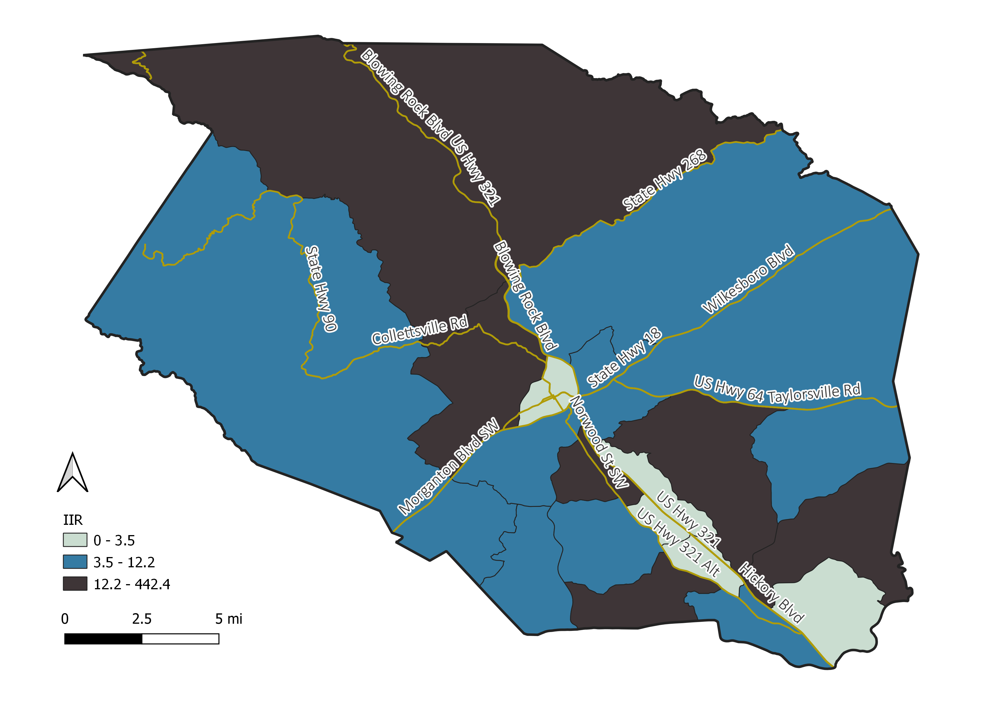 Blowing Rock Blvd Us Hwy 321
State Hwy 268
Blowing Rock Blvd
Wilkesboro Blvd
State Hwy 90
Collettsville Rd
State Hwy 18
US Hwy 64 Taylorsville Rd
Norwood St SW
Morganton Blvd SW
US Hwy 321
US Hwy 321 Alt
Hickory Blvd
IIR
0 - 3.5
3.5 - 12.2
12.2 - 442.4
0 2.5 5 mi